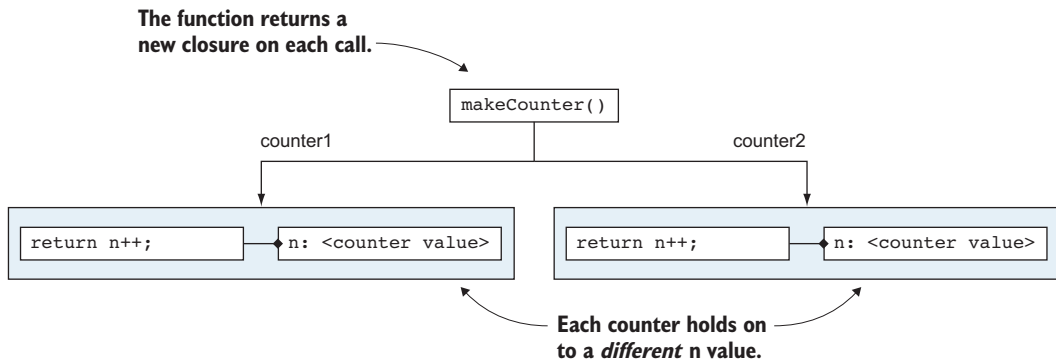 The function returns a
new closure on each call.
makeCounter()
counter1
counter2
return n++;
n: <counter value>
return n++;
n: <counter value>
Each counter holds on
to a different n value.